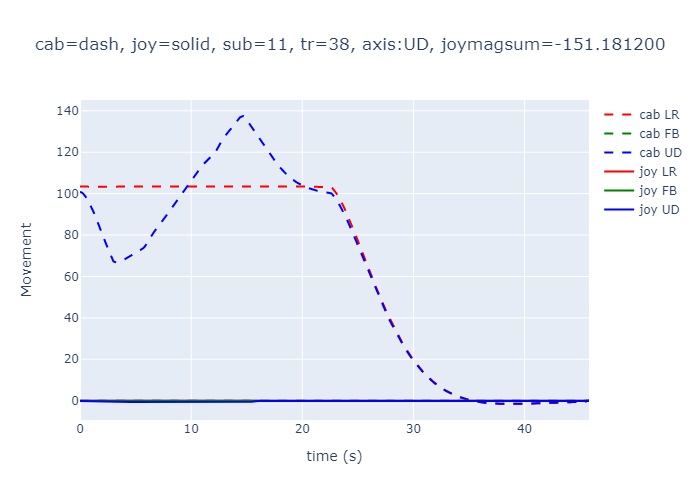 cab=dash, joy=solid, sub=11, tr=38, axis:UD, joymagsum=-151.181200
140
120
100
80
60
40
20
0
Movement
0 10 20 30 40
time (s)
cab LR
cab FB
cab UD
joy LR
joy FB
joy UD